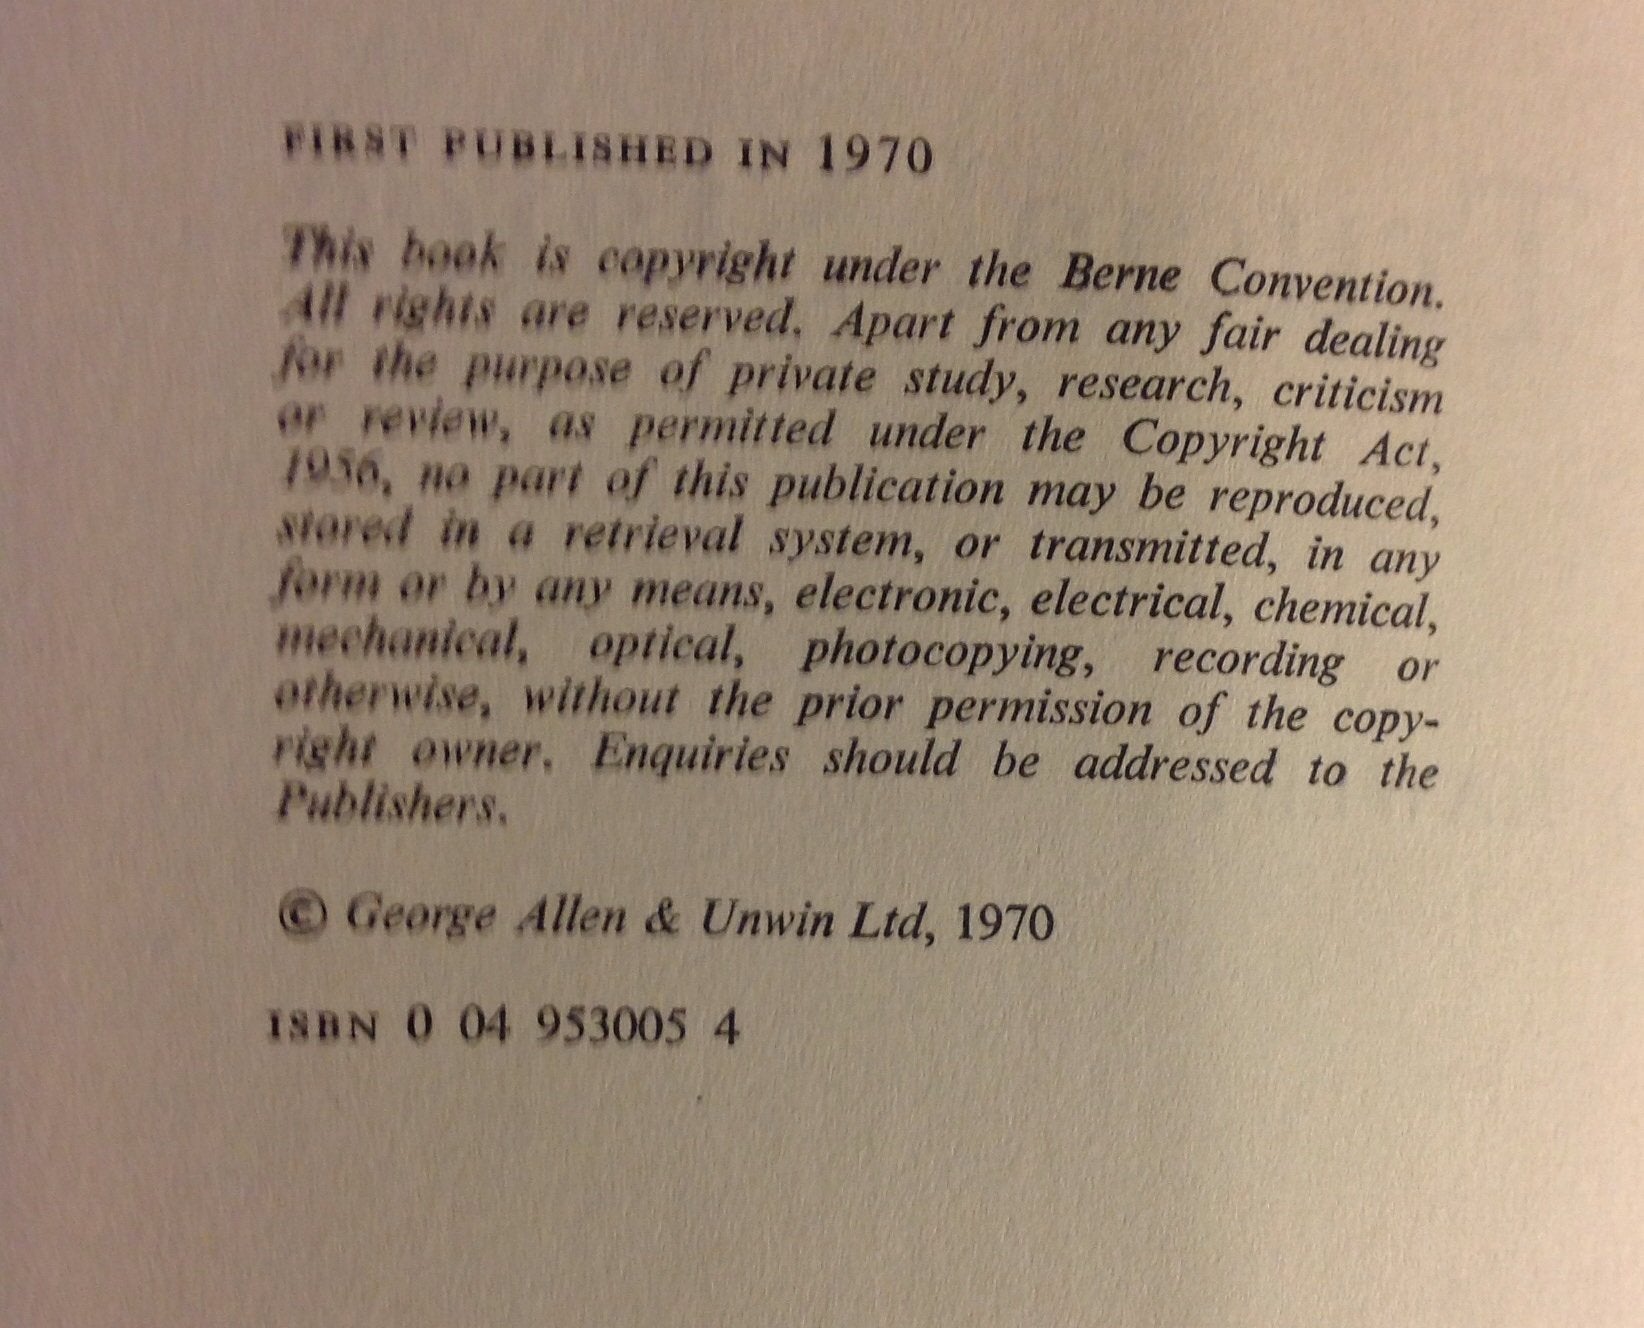 FIRST PUBLISHED IN 1970
This book is copyright under the Berne Convention.
All rights are reserved. Apart from any fair dealing
for the purpose of private study, research, criticism
or review, as permitted under the Copyright Act,
1956, no part of this publication may be reproduced,
stored in a retrieval system, or transmitted, in any
form or by any means, electronic, electrical, chemical,
mechanical, optical, photocopying, recording or
otherwise, without the prior permission of the copy-
right owner. Enquiries should be addressed to the
Publishers.
© George Allen & Unwin Ltd, 1970
ISBN 0 04 953005 4